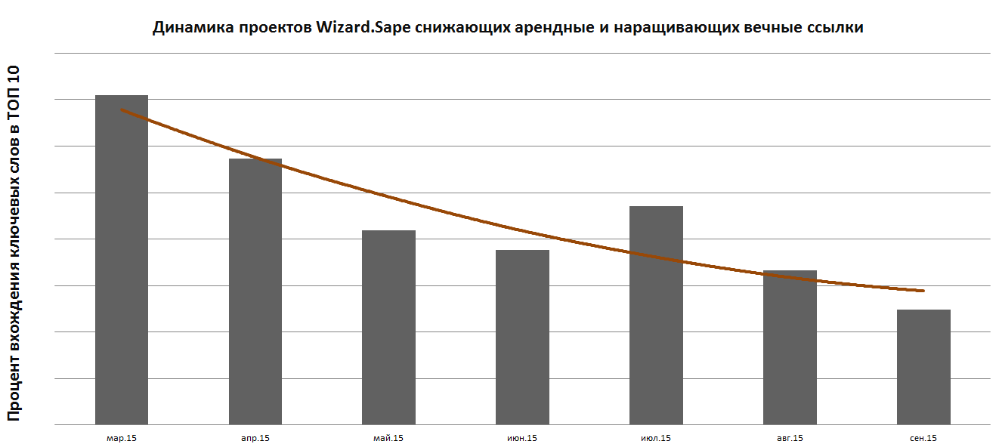 Динамика проектов Wizard.Sape снижающих арендные и наращивающих вечные ссылки
Процент вхождения ключевых слов в ТОП 10
мар.15
апр.15
май.15
июн.15
июл.15
авг.15
сен.15